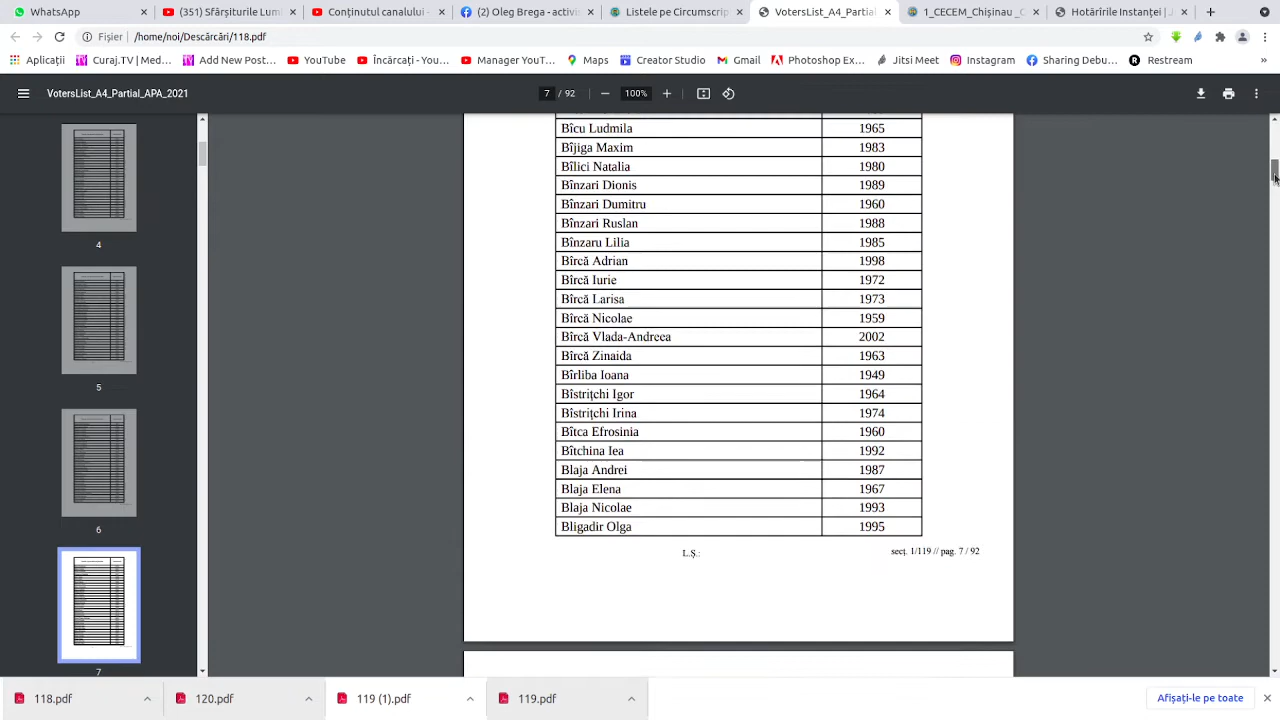 WhatsApp
(351) Sfârșiturile Lum
Conținutul canalului -
(2) Oleg Brega - activis
Listele pe Circumscrip
VotersList_A4_Partial
1_CECEM_Chișinau _C
Hotărîrile Instanței | J
Fișier | /home/noi/Descărcări/118.pdf
Aplicații
Curaj.TV | Med...
Add New Post...
YouTube
Încărcați - You...
Manager YouT...
Maps
Creator Studio
Gmail
Photoshop Ex...
Jitsi Meet
Instagram
Sharing Debu...
Restream
»
VotersList_A4_Partial_APA_2021
7 / 92
100%
4
5
6
7
Bîcu Ludmila 1965
Bîjiga Maxim 1983
Bîlici Natalia 1980
Bînzari Dionis 1989
Bînzari Dumitru 1960
Bînzari Ruslan 1988
Bînzaru Lilia 1985
Bîrcă Adrian 1998
Bîrcă Iurie 1972
Bîrcă Larisa 1973
Bîrcă Nicolae 1959
Bîrcă Vlada-Andreea 2002
Bîrcă Zinaida 1963
Bîrliba Ioana 1949
Bîstrițchi Igor 1964
Bîstrițchi Irina 1974
Bîtca Efrosinia 1960
Bîtchina Iea 1992
Blaja Andrei 1987
Blaja Elena 1967
Blaja Nicolae 1993
Bligadir Olga 1995
L.Ș.:
secț. 1/119 // pag. 7 / 92
118.pdf
120.pdf
119 (1).pdf
119.pdf
Afișați-le pe toate